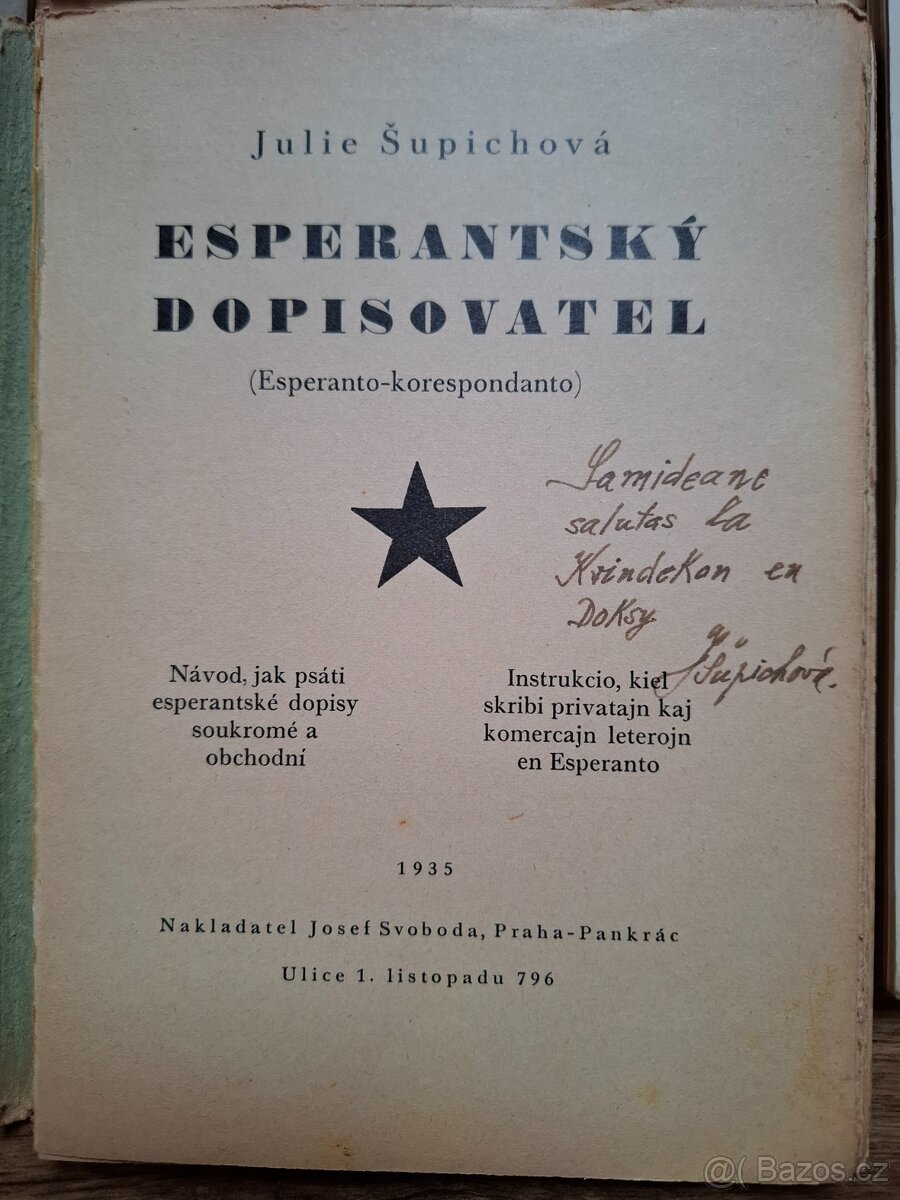 Julie Šupichová
ESPERANTSKÝ
DOPISOVATEL
(Esperanto-korespondanto)
Samideane
salutas la
Kvindekon en
Doksy
JŠupichová.
Návod, jak psáti
esperantské dopisy
soukromé a
obchodní
Instrukcio, kiel
skribi privatajn kaj
komercajn leterojn
en Esperanto
1935
Nakladatel Josef Svoboda, Praha-Pankrác
Ulice 1. listopadu 796
@( Bazos.cz